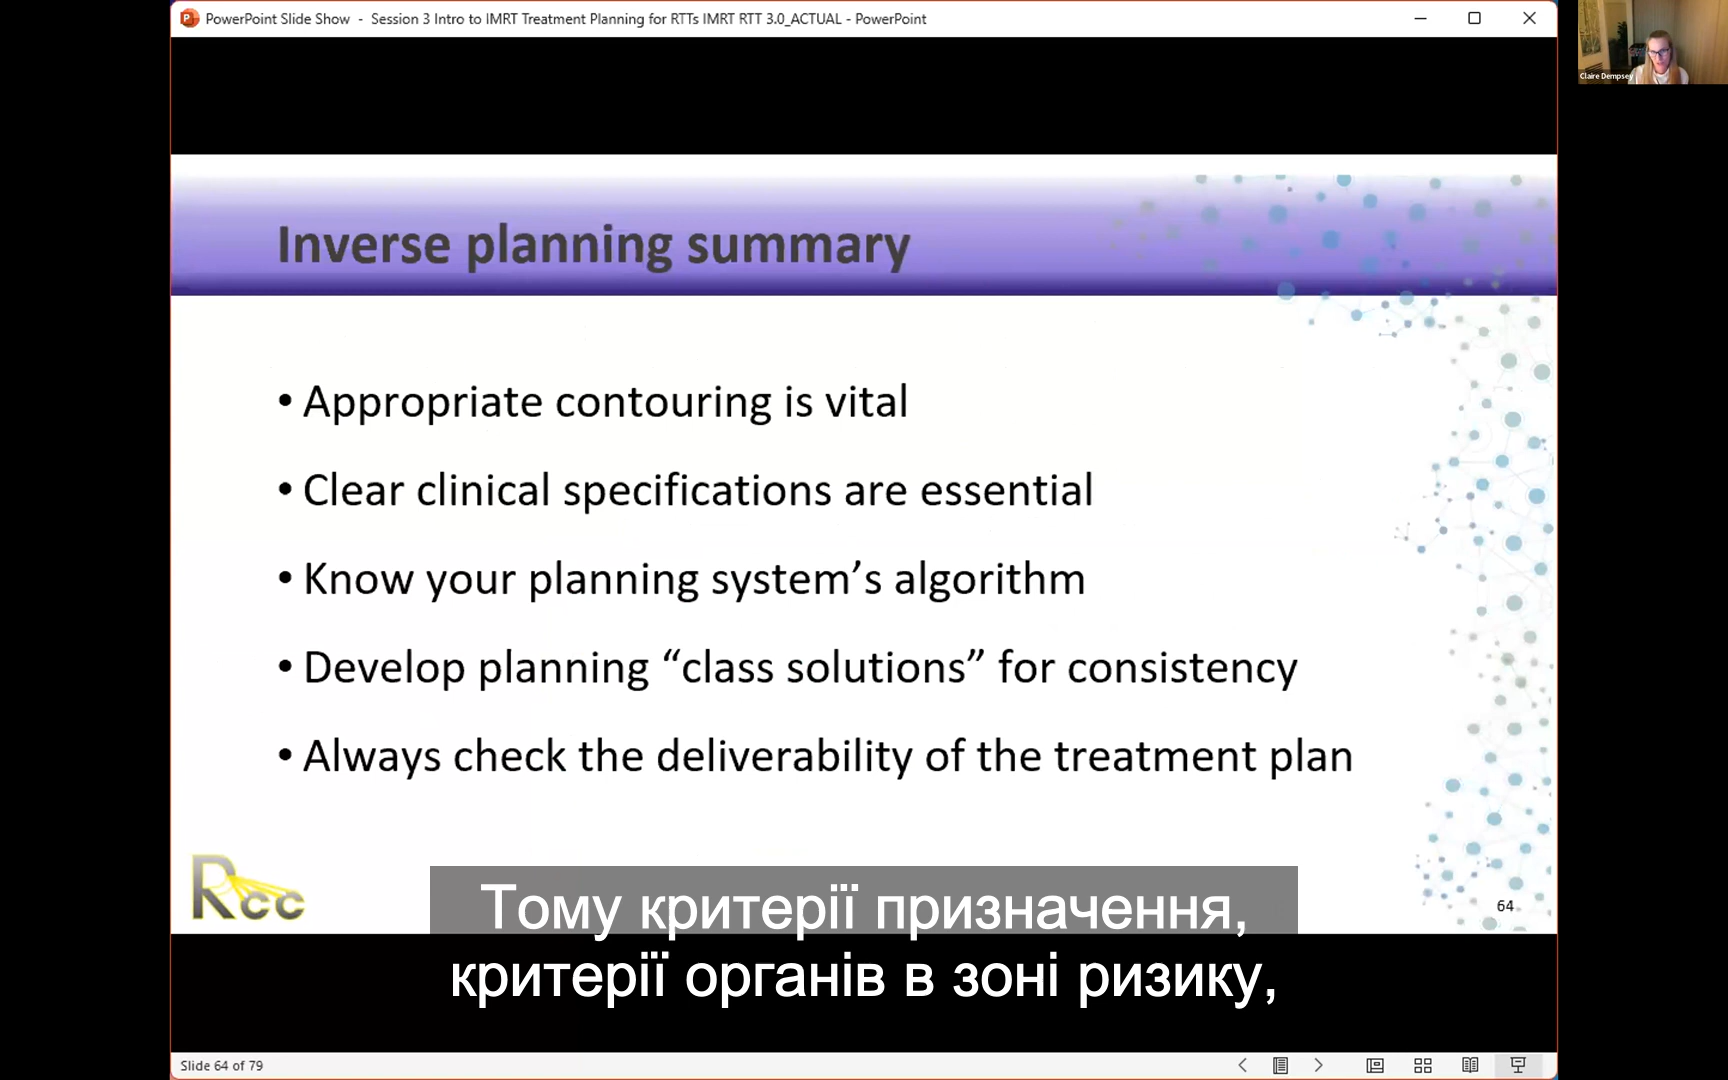 PowerPoint Slide Show - Session 3 Intro to IMRT Treatment Planning for RTTs IMRT RTT 3.0_ACTUAL - PowerPoint
Claire Dempsey
Inverse planning summary
• Appropriate contouring is vital
• Clear clinical specifications are essential
• Know your planning system’s algorithm
• Develop planning “class solutions” for consistency
• Always check the deliverability of the treatment plan
Rcc
64
Тому критерії призначення,
критерії органів в зоні ризику,
Slide 64 of 79